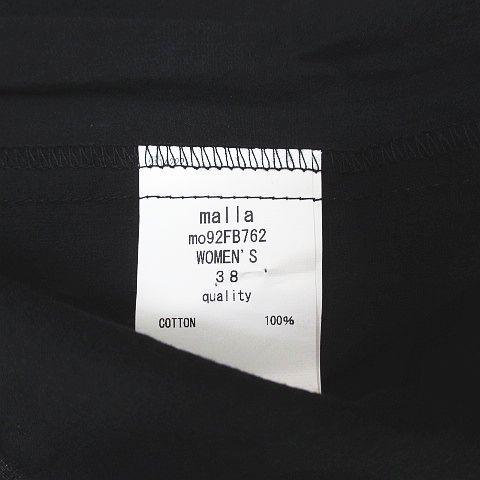 malla
mo92FB762
WOMEN'S
38
quality
COTTON 100%